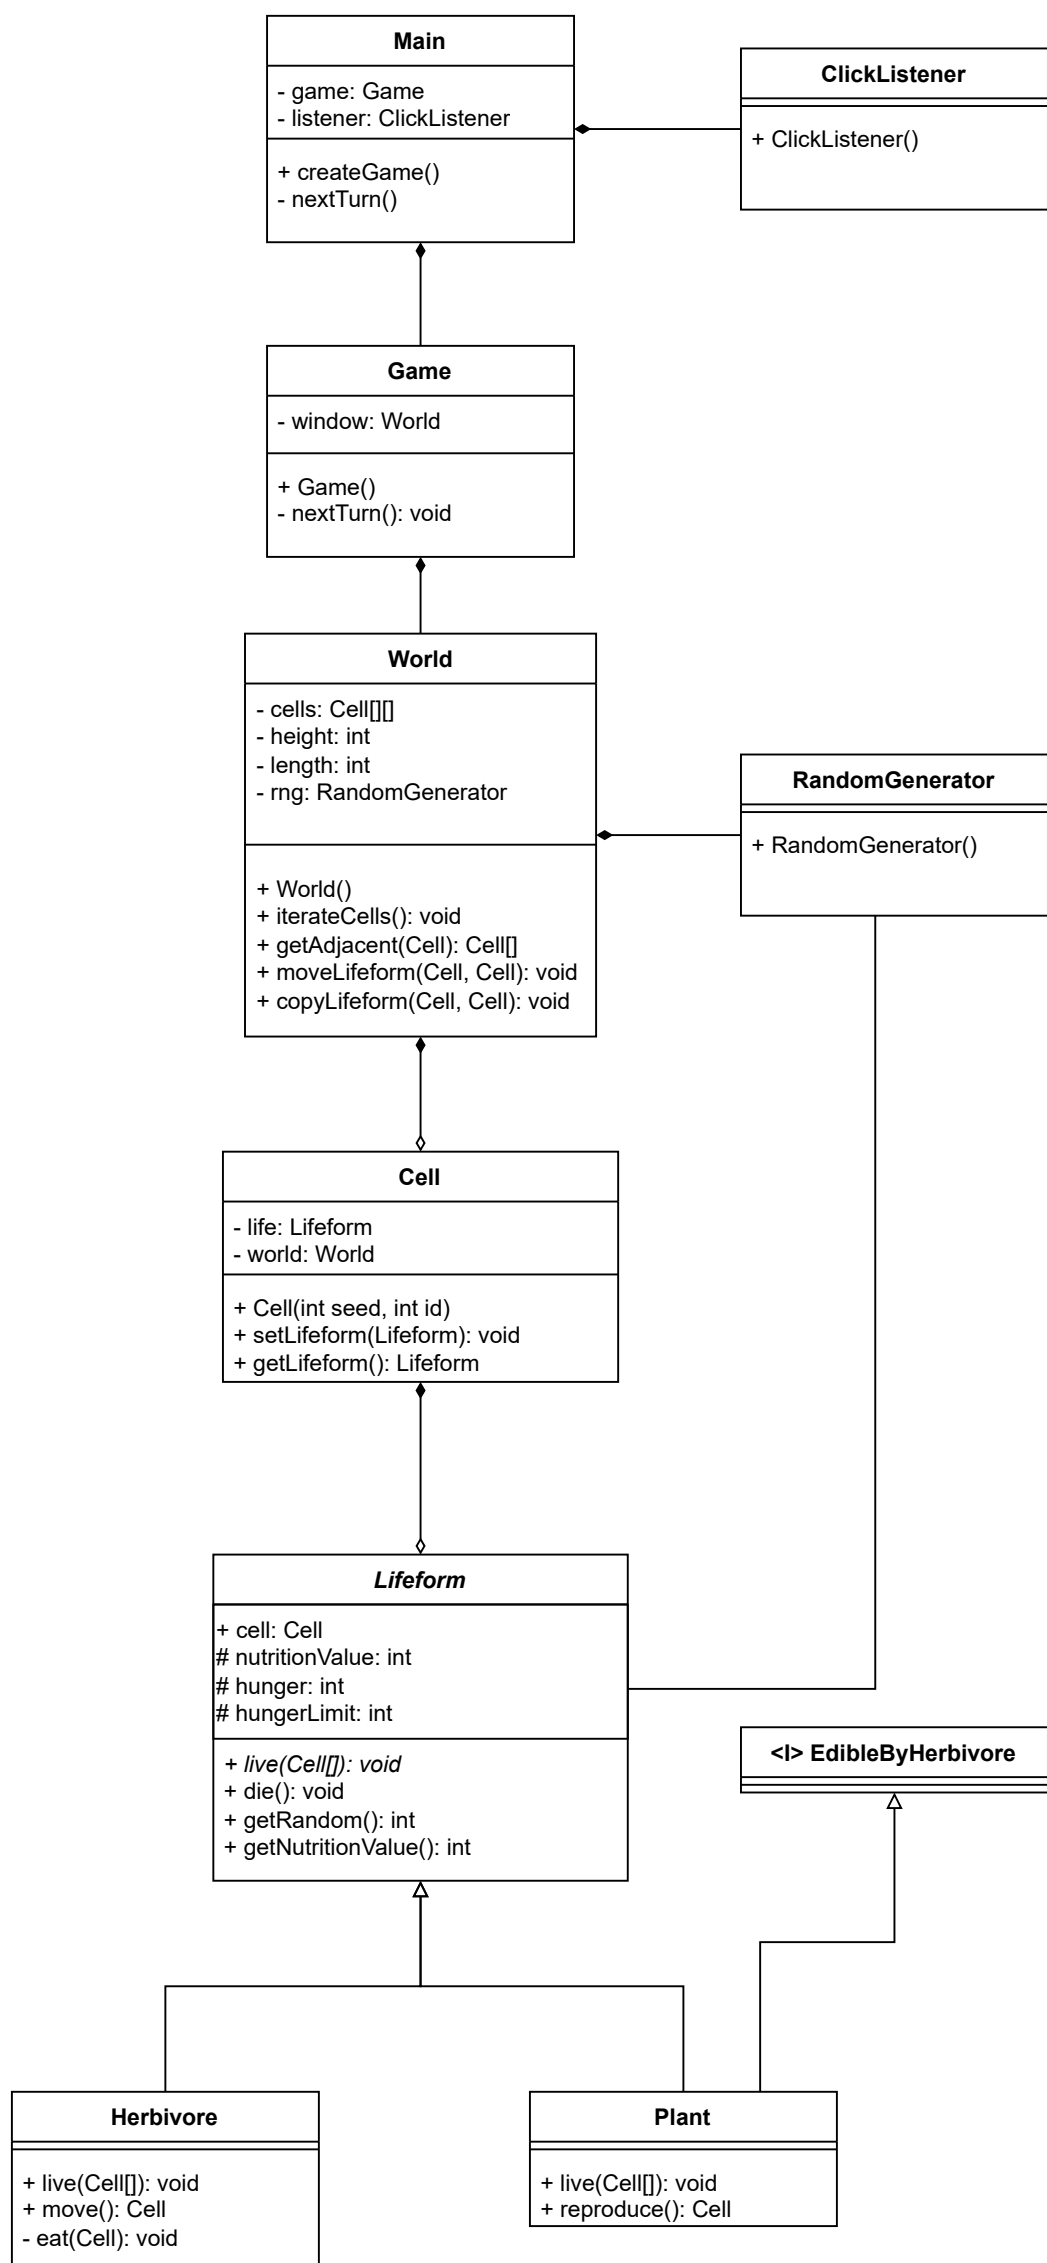 Main
- game: Game
- listener: ClickListener
+ createGame()
- nextTurn()
ClickListener
+ ClickListener()
Game
- window: World
+ Game()
- nextTurn(): void
World
- cells: Cell[][]
- height: int
- length: int
- rng: RandomGenerator
+ World()
+ iterateCells(): void
+ getAdjacent(Cell): Cell[]
+ moveLifeform(Cell, Cell): void
+ copyLifeform(Cell, Cell): void
RandomGenerator
+ RandomGenerator()
Cell
- life: Lifeform
- world: World
+ Cell(int seed, int id)
+ setLifeform(Lifeform): void
+ getLifeform(): Lifeform
Lifeform
+ cell: Cell
# nutritionValue: int
# hunger: int
# hungerLimit: int
+ live(Cell[]): void
+ die(): void
+ getRandom(): int
+ getNutritionValue(): int
<I> EdibleByHerbivore
Herbivore
+ live(Cell[]): void
+ move(): Cell
- eat(Cell): void
Plant
+ live(Cell[]): void
+ reproduce(): Cell